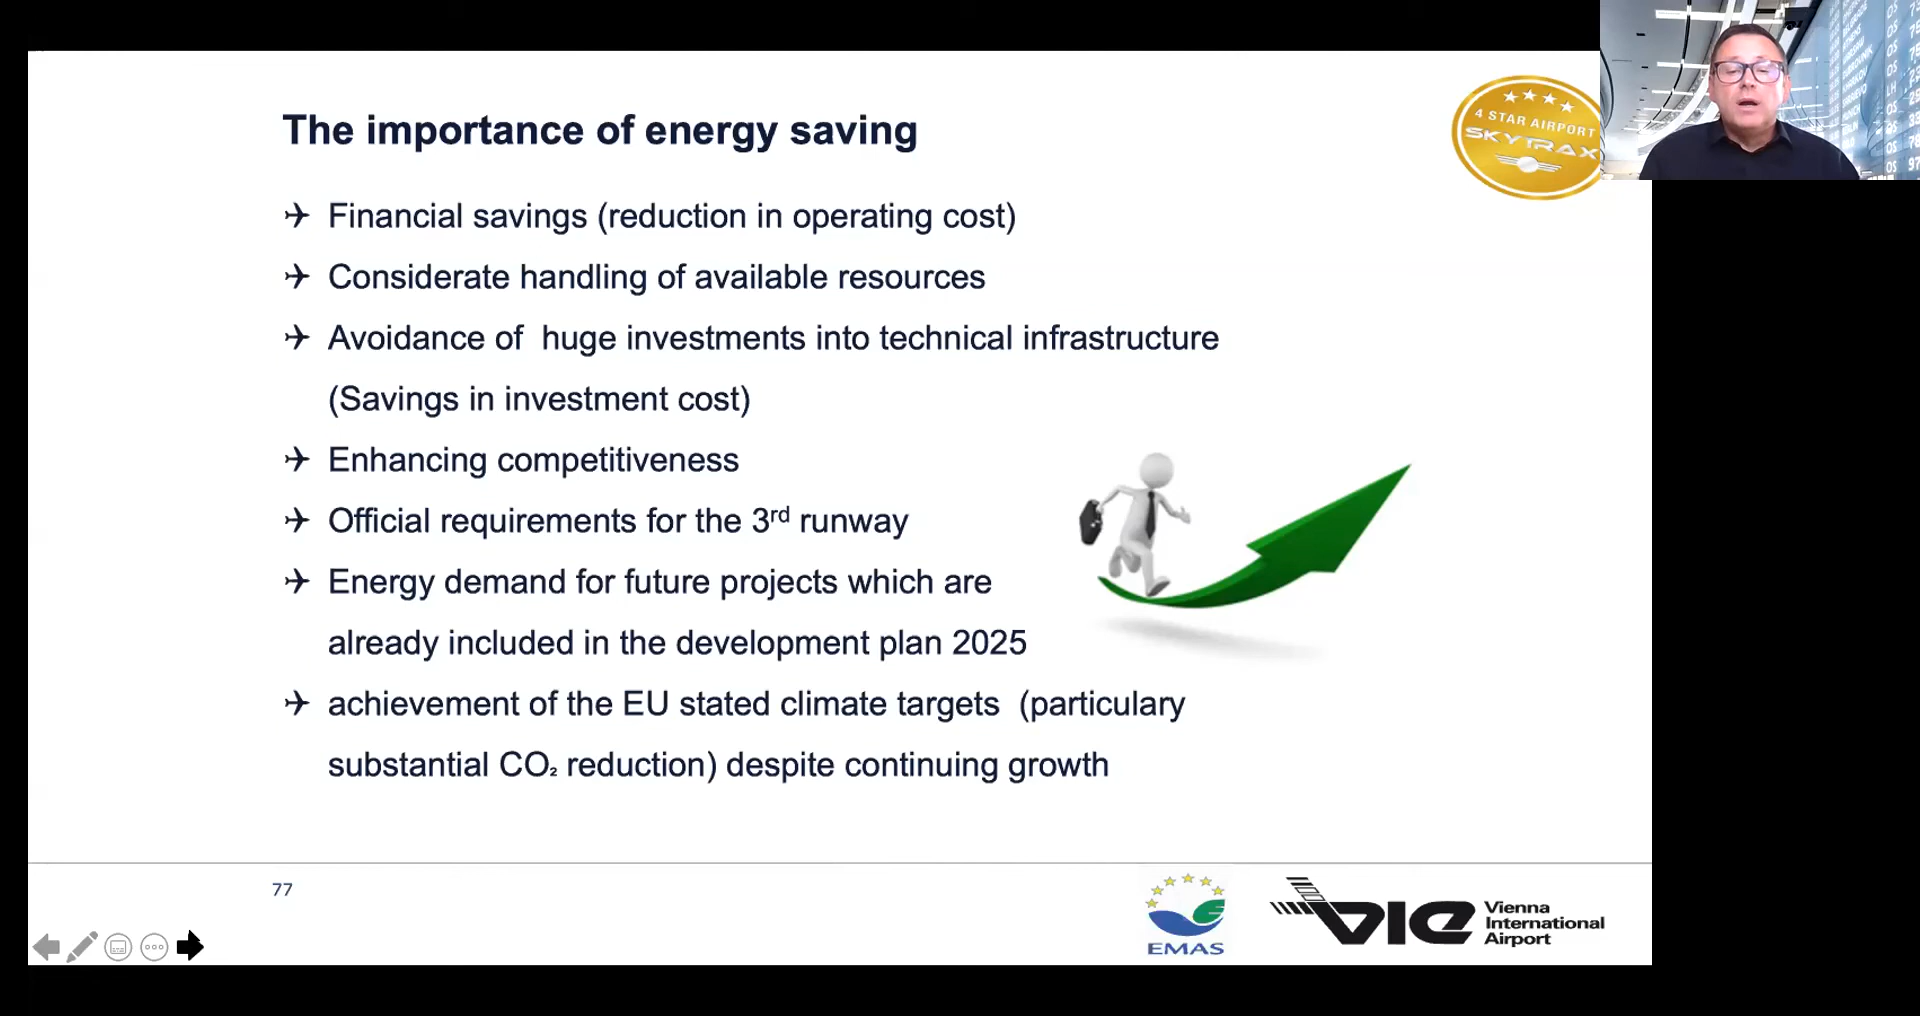 The importance of energy saving
4 STAR AIRPORT
SKYTRAX
✈ Financial savings (reduction in operating cost)
✈ Considerate handling of available resources
✈ Avoidance of  huge investments into technical infrastructure
(Savings in investment cost)
✈ Enhancing competitiveness
✈ Official requirements for the 3rd runway
✈ Energy demand for future projects which are
already included in the development plan 2025
✈ achievement of the EU stated climate targets  (particulary
substantial CO₂ reduction) despite continuing growth
77
EMAS
VIE
Vienna
International
Airport